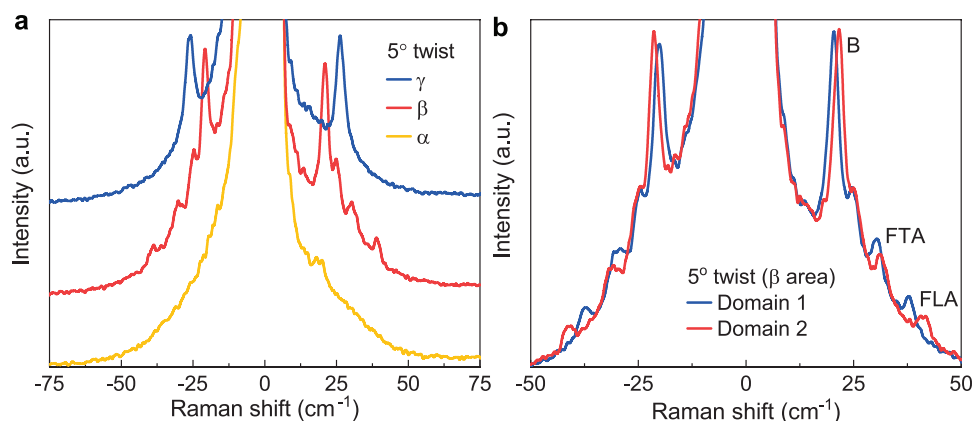 a
5° twist
γ
β
α
Intensity (a.u.)
-75 -50 -25 0 25 50 75
Raman shift (cm⁻¹)
b
B
FTA
FLA
5º twist (β area)
Domain 1
Domain 2
Intensity (a.u.)
-50 -25 0 25 50
Raman shift (cm⁻¹)